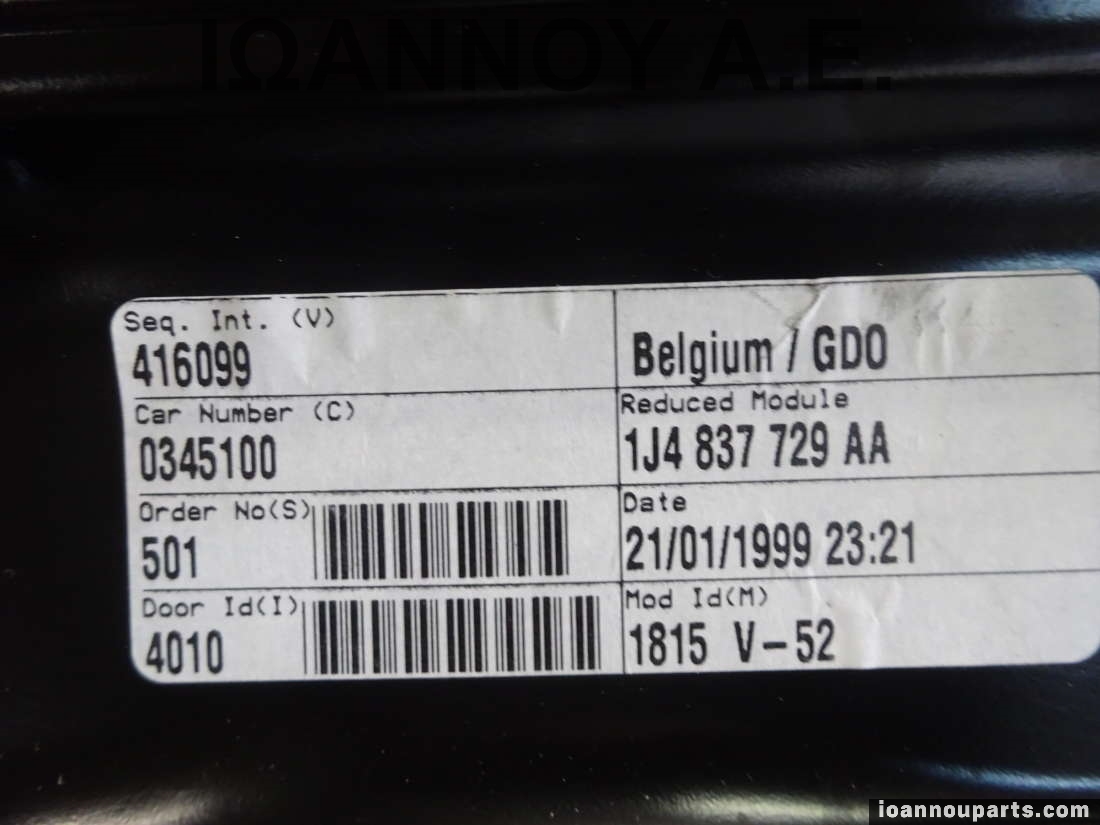 ΙΩΑΝΝΟΥ Α.Ε.
Seq. Int. (V)
416099
Belgium / GDO
Car Number (C)
0345100
Reduced Module
1J4 837 729 AA
Order No(S)
501
Date
21/01/1999 23:21
Door Id(I)
4010
Mod Id(M)
1815 V-52
ioannouparts.com